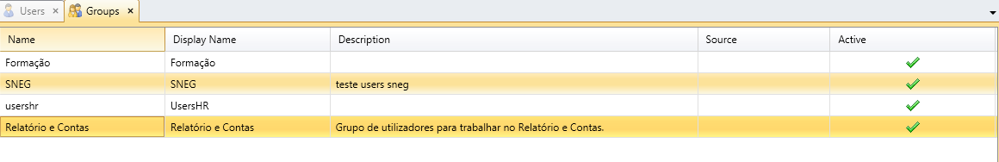 Users Groups
Name Display Name Description Source Active
Formação Formação
SNEG SNEG teste users sneg
usershr UsersHR
Relatório e Contas Relatório e Contas Grupo de utilizadores para trabalhar no Relatório e Contas.